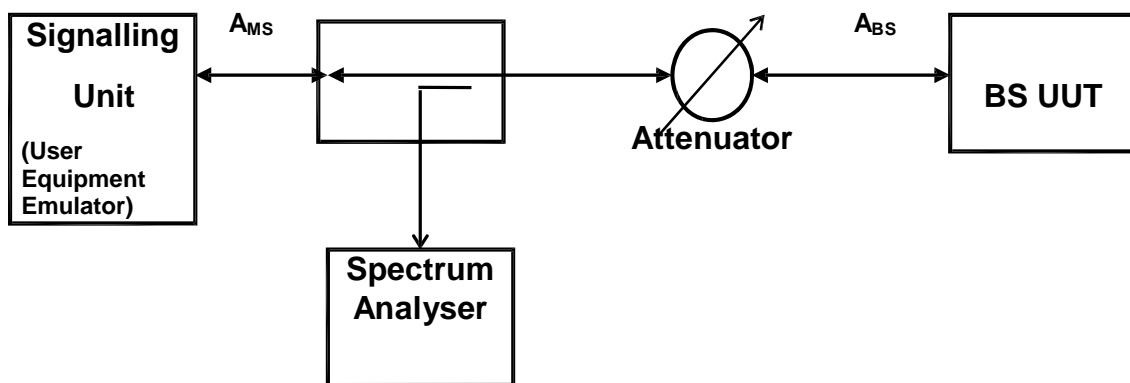 Signalling
Unit
(User
Equipment
Emulator)
AMS
Attenuator
ABS
BS UUT
Spectrum
Analyser